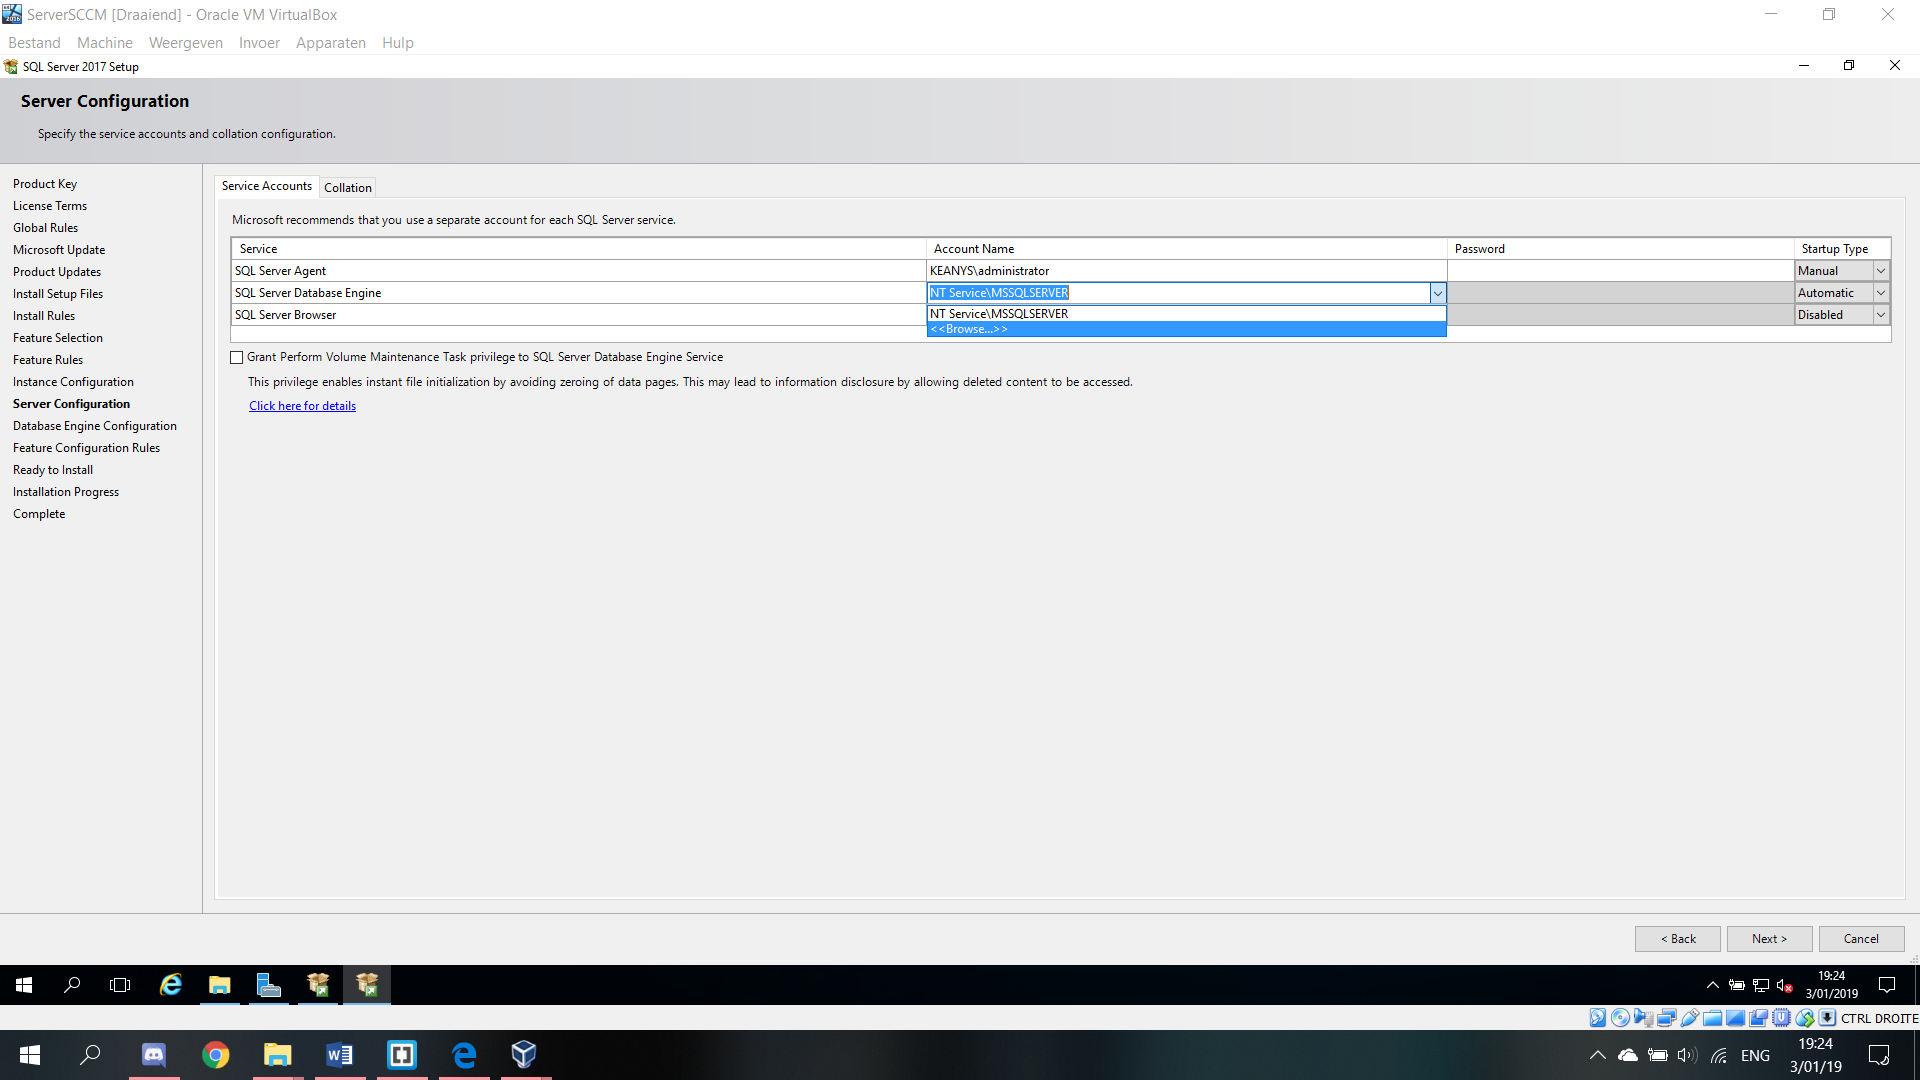 ServerSCCM [Draaiend] - Oracle VM VirtualBox
Bestand Machine Weergeven Invoer Apparaten Hulp
SQL Server 2017 Setup
Server Configuration
Specify the service accounts and collation configuration.
Product Key
License Terms
Global Rules
Microsoft Update
Product Updates
Install Setup Files
Install Rules
Feature Selection
Feature Rules
Instance Configuration
Server Configuration
Database Engine Configuration
Feature Configuration Rules
Ready to Install
Installation Progress
Complete
Service Accounts Collation
Microsoft recommends that you use a separate account for each SQL Server service.
Service Account Name Password Startup Type
SQL Server Agent KEANYS\administrator Manual
SQL Server Database Engine NT Service\MSSQLSERVER Automatic
SQL Server Browser NT Service\MSSQLSERVER Disabled
<<Browse...>>
Grant Perform Volume Maintenance Task privilege to SQL Server Database Engine Service
This privilege enables instant file initialization by avoiding zeroing of data pages. This may lead to information disclosure by allowing deleted content to be accessed.
Click here for details
< Back Next > Cancel
19:24
3/01/2019
CTRL DROITE
ENG
19:24
3/01/19